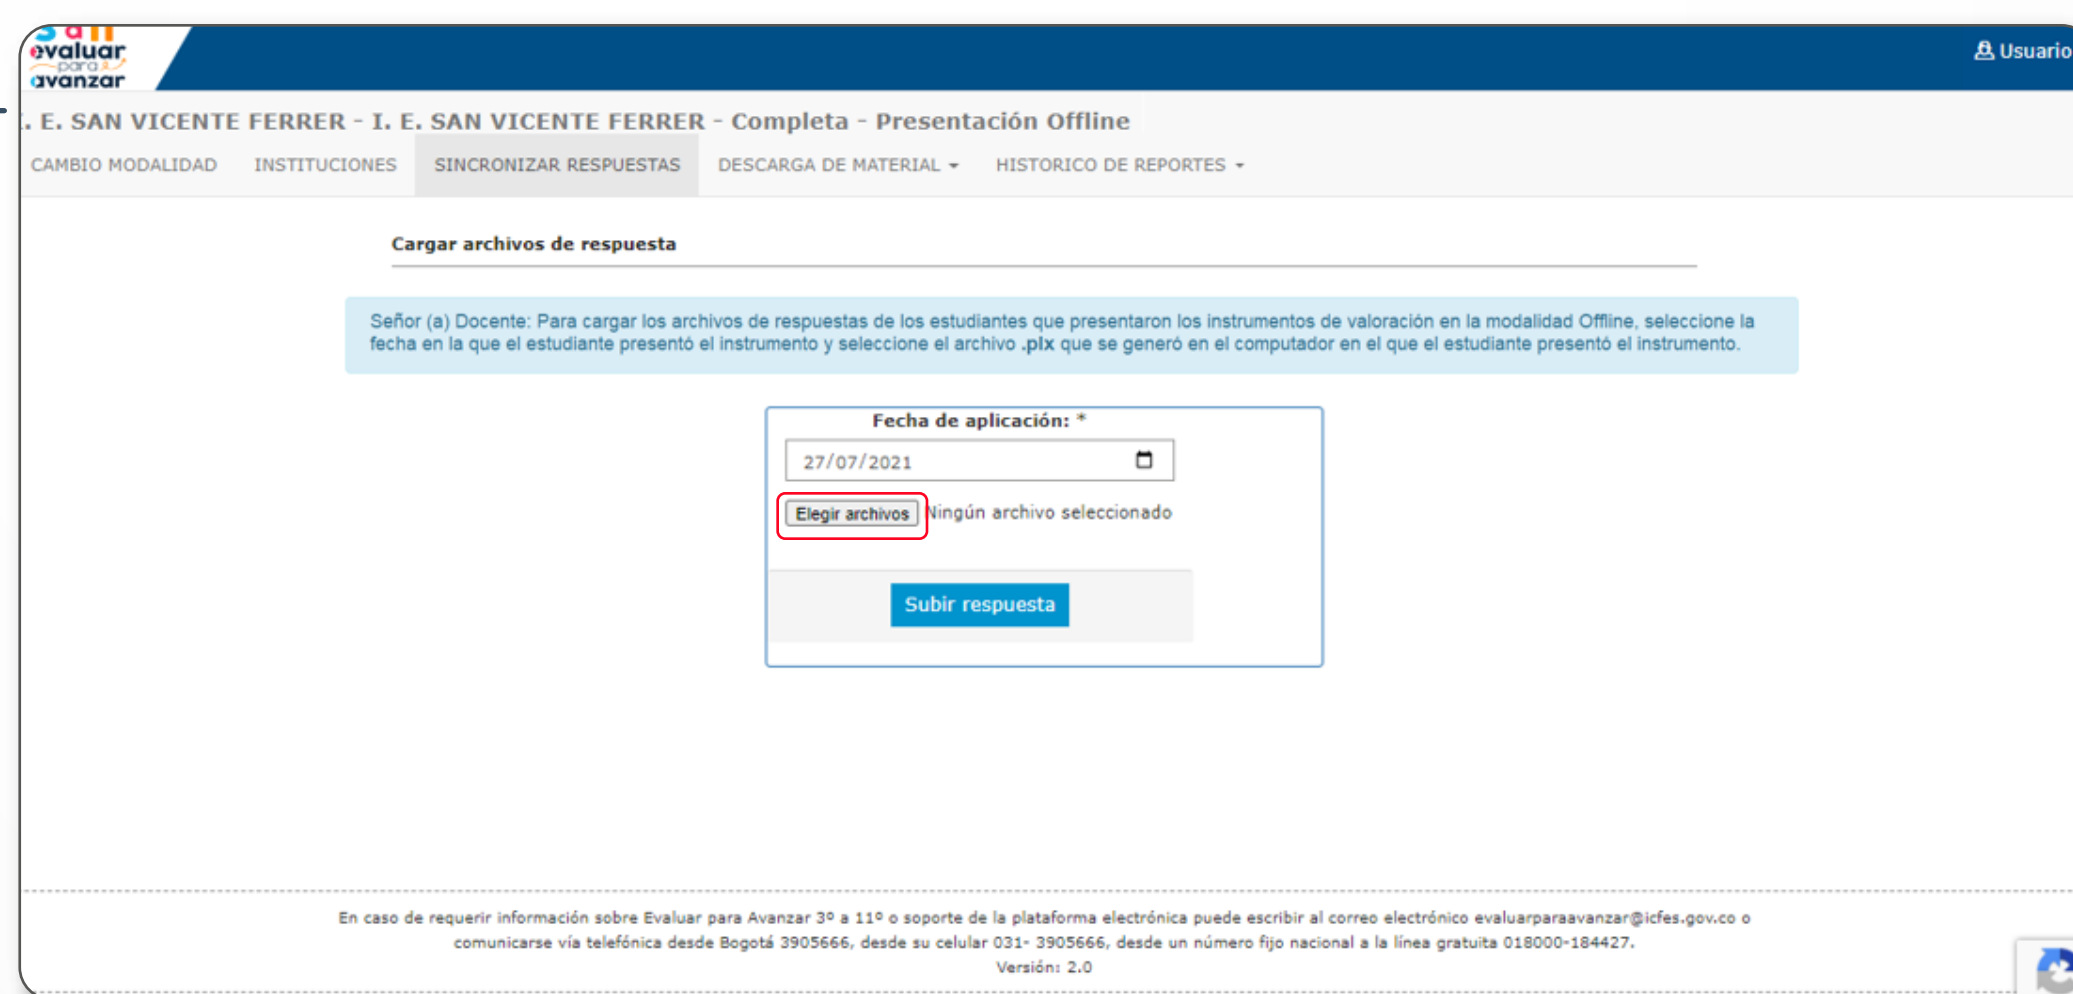 evaluar
para
avanzar
Usuario
. E. SAN VICENTE FERRER - I. E. SAN VICENTE FERRER - Completa - Presentación Offline
CAMBIO MODALIDAD INSTITUCIONES SINCRONIZAR RESPUESTAS DESCARGA DE MATERIAL HISTORICO DE REPORTES
Cargar archivos de respuesta
Señor (a) Docente: Para cargar los archivos de respuestas de los estudiantes que presentaron los instrumentos de valoración en la modalidad Offline, seleccione la
fecha en la que el estudiante presentó el instrumento y seleccione el archivo .plx que se generó en el computador en el que el estudiante presentó el instrumento.
Fecha de aplicación: *
27/07/2021
Elegir archivos Ningún archivo seleccionado
Subir respuesta
En caso de requerir información sobre Evaluar para Avanzar 3º a 11º o soporte de la plataforma electrónica puede escribir al correo electrónico evaluarparaavanzar@icfes.gov.co o
comunicarse vía telefónica desde Bogotá 3905666, desde su celular 031- 3905666, desde un número fijo nacional a la línea gratuita 018000-184427.
Versión: 2.0